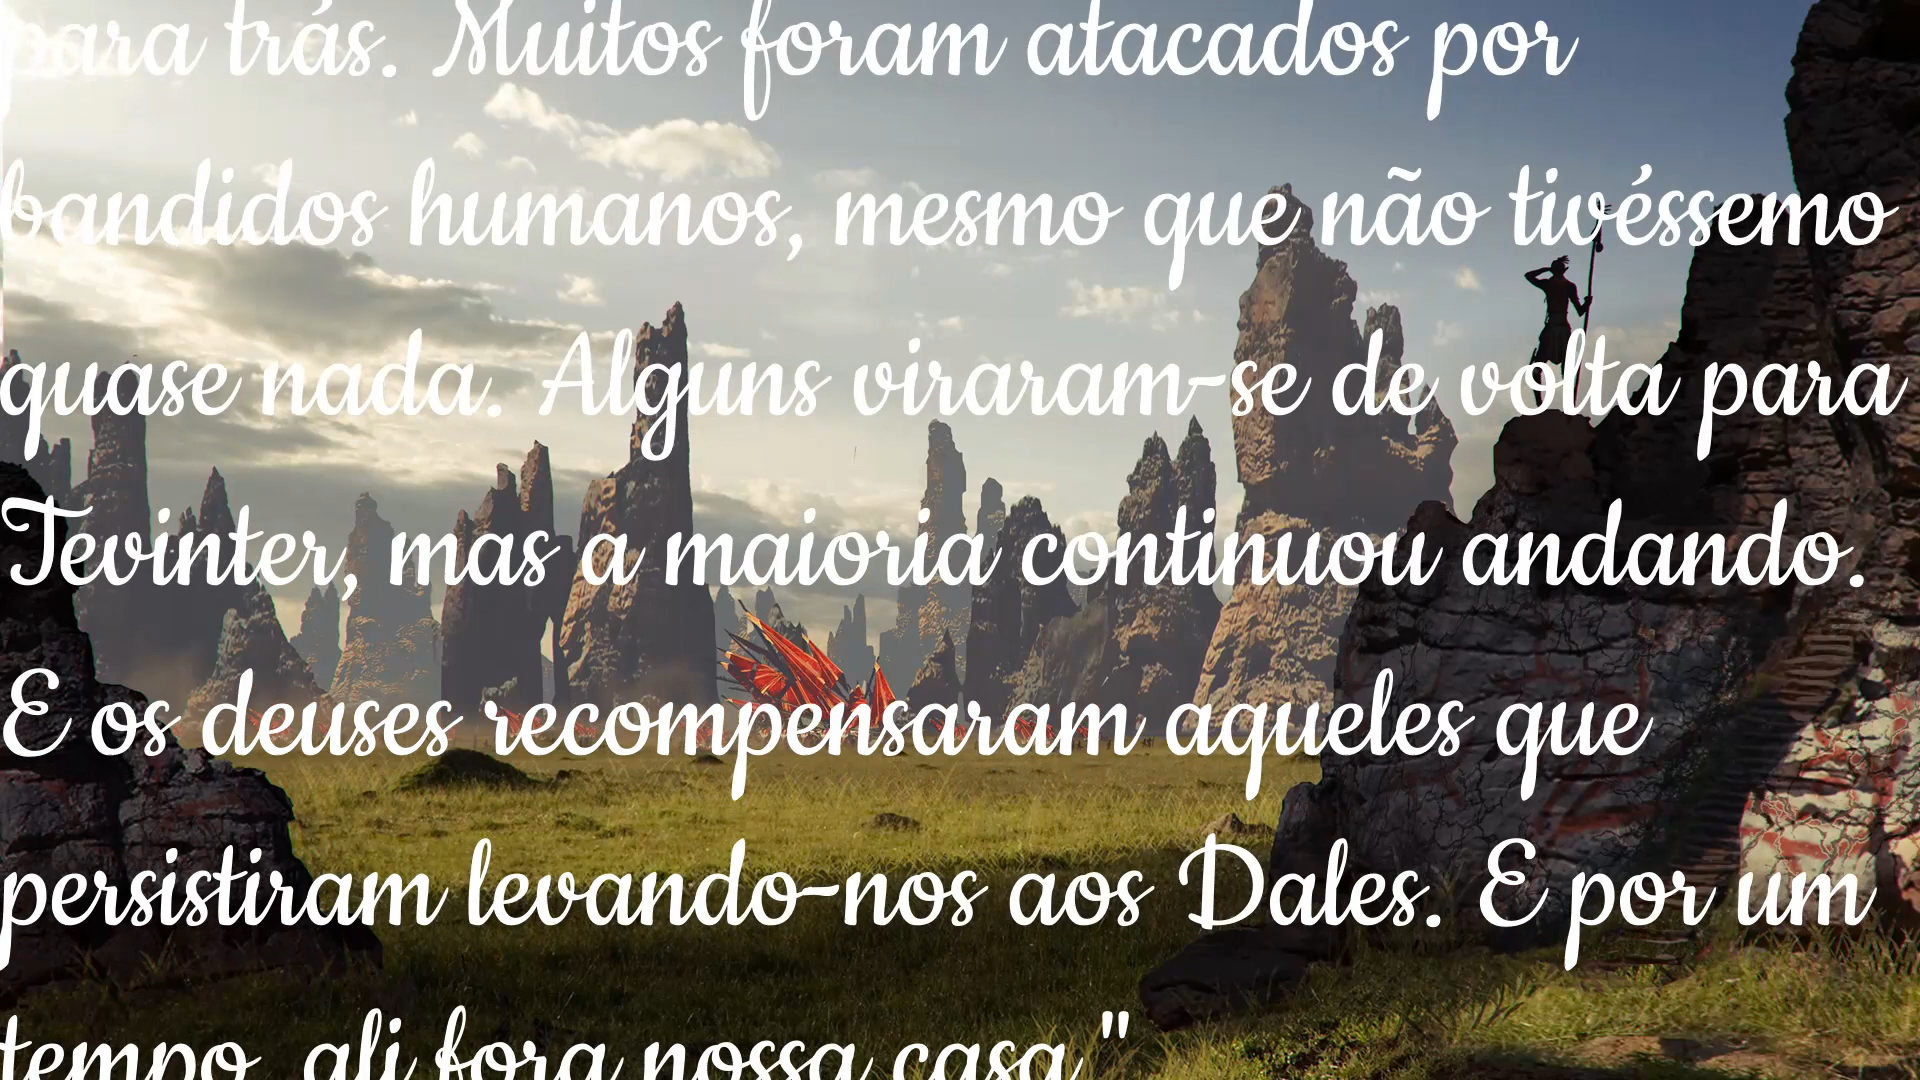 para trás. Muitos foram atacados por
bandidos humanos, mesmo que não tivéssemo
quase nada. Alguns viraram-se de volta para
Tevinter, mas a maioria continuou andando.
E os deuses recompensaram aqueles que
persistiram levando-nos aos Dales. E por um
tempo, ali fora nossa casa."